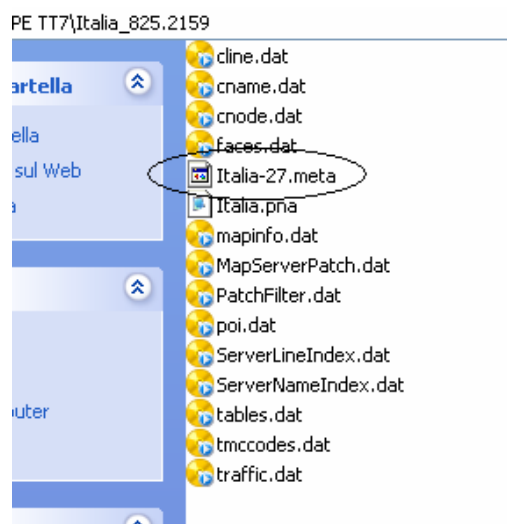 PE TT7\Italia_825.2159
artella
ella
sul Web
a
uter
cline.dat
cname.dat
cnode.dat
faces.dat
Italia-27.meta
Italia.pna
mapinfo.dat
MapServerPatch.dat
PatchFilter.dat
poi.dat
ServerLineIndex.dat
ServerNameIndex.dat
tables.dat
tmccodes.dat
traffic.dat